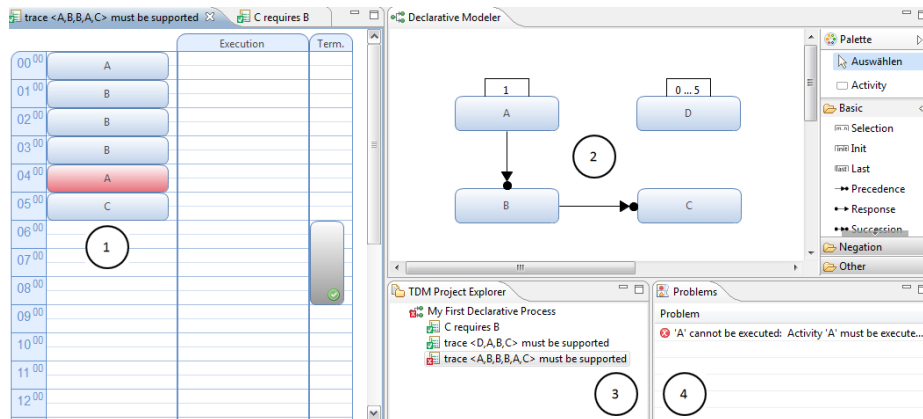 trace <A,B,B,A,C> must be supported
C requires B
Execution
Term.
00 00
A
01 00
B
02 00
B
03 00
B
04 00
A
05 00
C
06 00
07 00
08 00
09 00
10 00
11 00
12 00
1
Declarative Modeler
1
A
0 ... 5
D
2
B
C
Palette
Auswählen
Activity
Basic
Selection
Init
Last
Precedence
Response
Succession
Negation
Other
TDM Project Explorer
My First Declarative Process
C requires B
trace <D,A,B,C> must be supported
trace <A,B,B,B,A,C> must be supported
3
Problems
Problem
'A' cannot be executed: Activity 'A' must be execute...
4